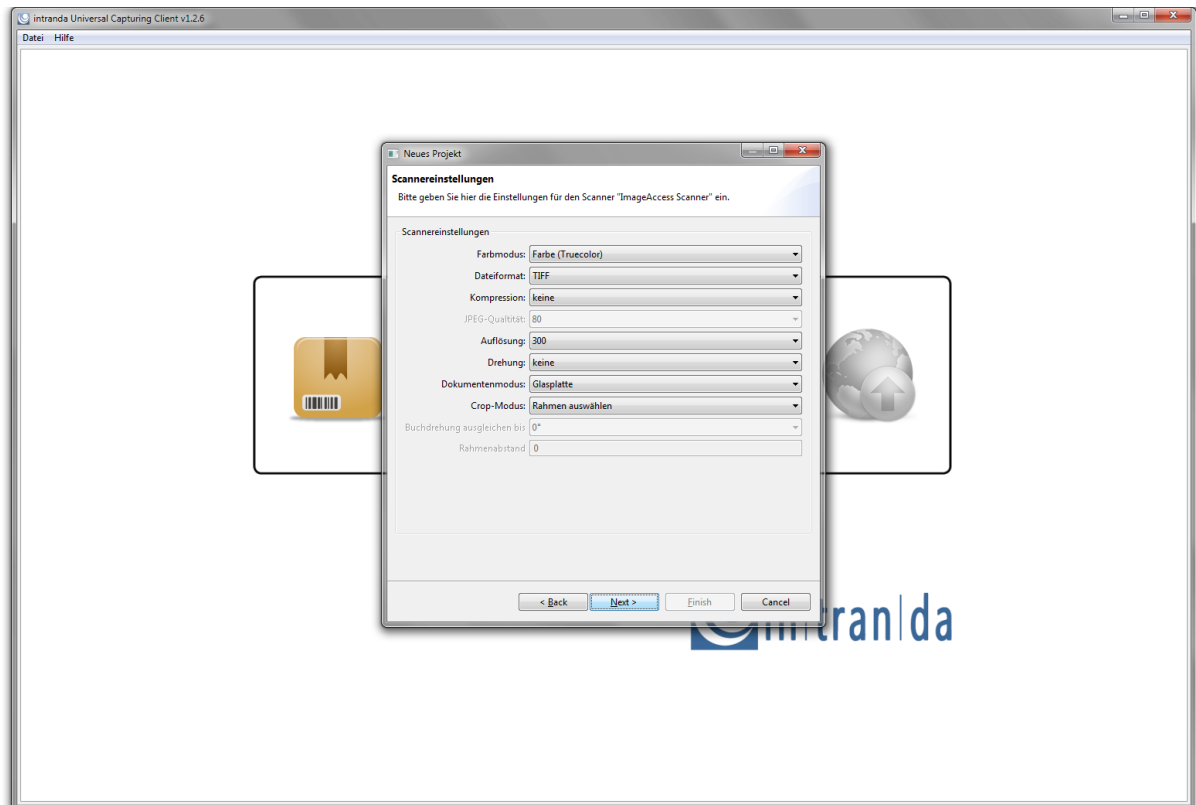 intranda Universal Capturing Client v1.2.6
Datei Hilfe
Neues Projekt
Scannereinstellungen
Bitte geben Sie hier die Einstellungen für den Scanner "ImageAccess Scanner" ein.
Scannereinstellungen
Farbmodus: Farbe (Truecolor)
Dateiformat: TIFF
Kompression: keine
JPEG-Qualtität: 80
Auflösung: 300
Drehung: keine
Dokumentenmodus: Glasplatte
Crop-Modus: Rahmen auswählen
Buchdrehung ausgleichen bis 0°
Rahmenabstand 0
< Back Next > Finish Cancel
tran|da